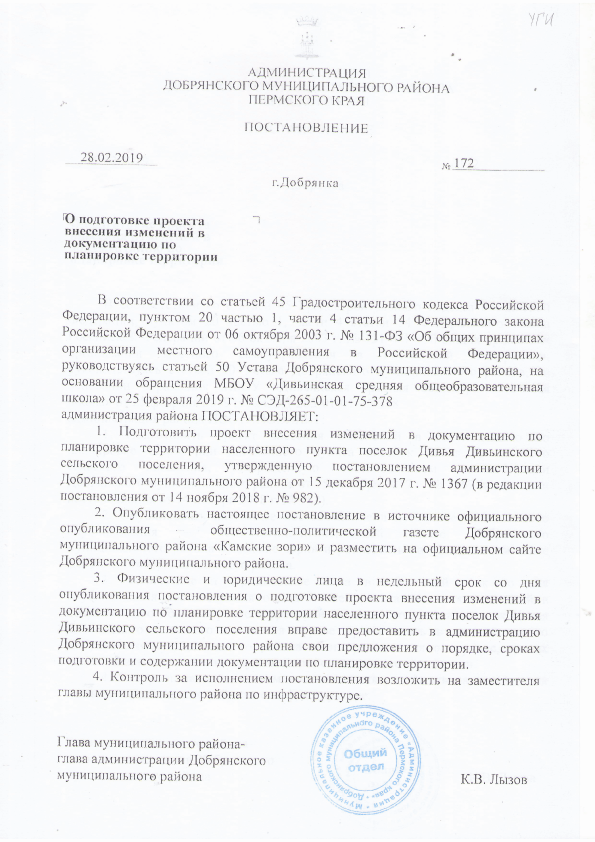 УГИ
АДМИНИСТРАЦИЯ
ДОБРЯНСКОГО МУНИЦИПАЛЬНОГО РАЙОНА
ПЕРМСКОГО КРАЯ
ПОСТАНОВЛЕНИЕ
28.02.2019 № 172
г.Добрянка
О подготовке проекта
внесения изменений в
документацию по
планировке территории
В соответствии со статьей 45 Градостроительного кодекса Российской
Федерации, пунктом 20 частью 1, части 4 статьи 14 Федерального закона
Российской Федерации от 06 октября 2003 г. № 131-ФЗ «Об общих принципах
организации местного самоуправления в Российской Федерации»,
руководствуясь статьей 50 Устава Добрянского муниципального района, на
основании обращения МБОУ «Дивьинская средняя общеобразовательная
школа» от 25 февраля 2019 г. № СЭД-265-01-01-75-378
администрация района ПОСТАНОВЛЯЕТ:
1. Подготовить проект внесения изменений в документацию по
планировке территории населенного пункта поселок Дивья Дивьинского
сельского поселения, утвержденную постановлением администрации
Добрянского муниципального района от 15 декабря 2017 г. № 1367 (в редакции
постановления от 14 ноября 2018 г. № 982).
2. Опубликовать настоящее постановление в источнике официального
опубликования общественно-политической газете Добрянского
муниципального района «Камские зори» и разместить на официальном сайте
Добрянского муниципального района.
3. Физические и юридические лица в недельный срок со дня
опубликования постановления о подготовке проекта внесения изменений в
документацию по планировке территории населенного пункта поселок Дивья
Дивьинского сельского поселения вправе предоставить в администрацию
Добрянского муниципального района свои предложения о порядке, сроках
подготовки и содержании документации по планировке территории.
4. Контроль за исполнением постановления возложить на заместителя
главы муниципального района по инфраструктуре.
Глава муниципального района-
глава администрации Добрянского
муниципального района К.В. Лызов
Муниципальное казенное учреждение «Администрация
Добрянского муниципального района Пермского края»
Общий
отдел